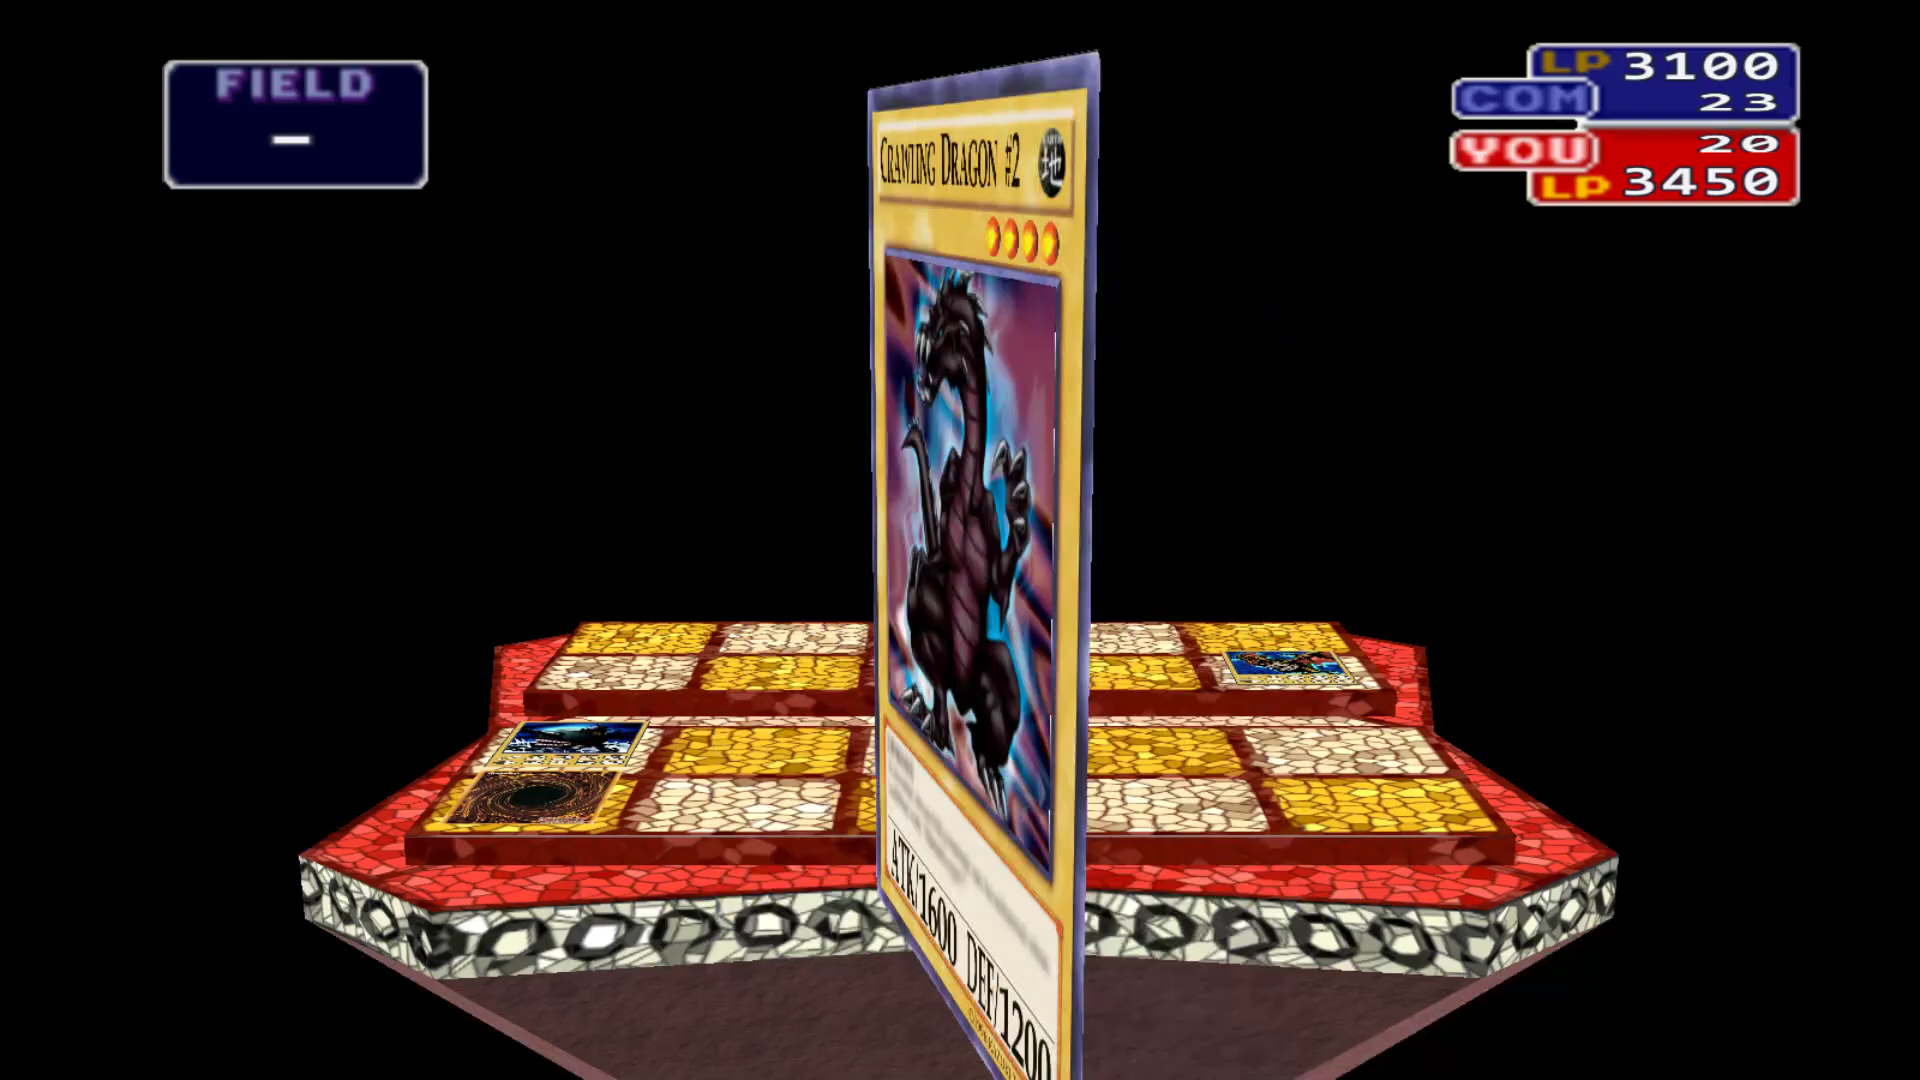 FIELD
LP 3100
COM 23
YOU 20
LP 3450
CRAWLING DRAGON #2
地
ATK/1600 DEF/1200